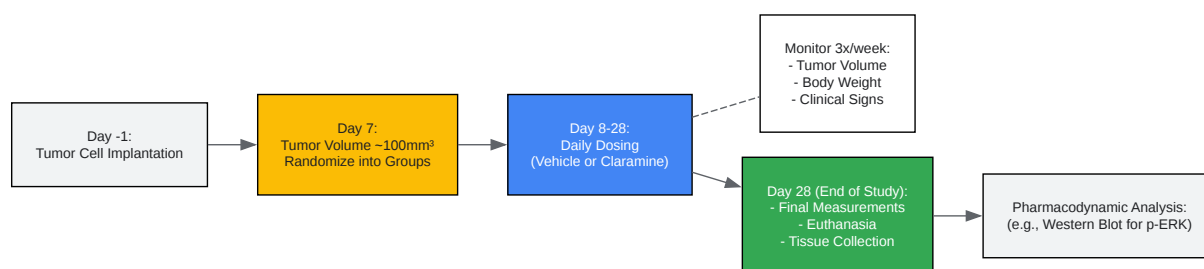 Day -1:
Tumor Cell Implantation
Day 7:
Tumor Volume ~100mm³
Randomize into Groups
Day 8-28:
Daily Dosing
(Vehicle or Claramine)
Monitor 3x/week:
- Tumor Volume
- Body Weight
- Clinical Signs
Day 28 (End of Study):
- Final Measurements
- Euthanasia
- Tissue Collection
Pharmacodynamic Analysis:
(e.g., Western Blot for p-ERK)